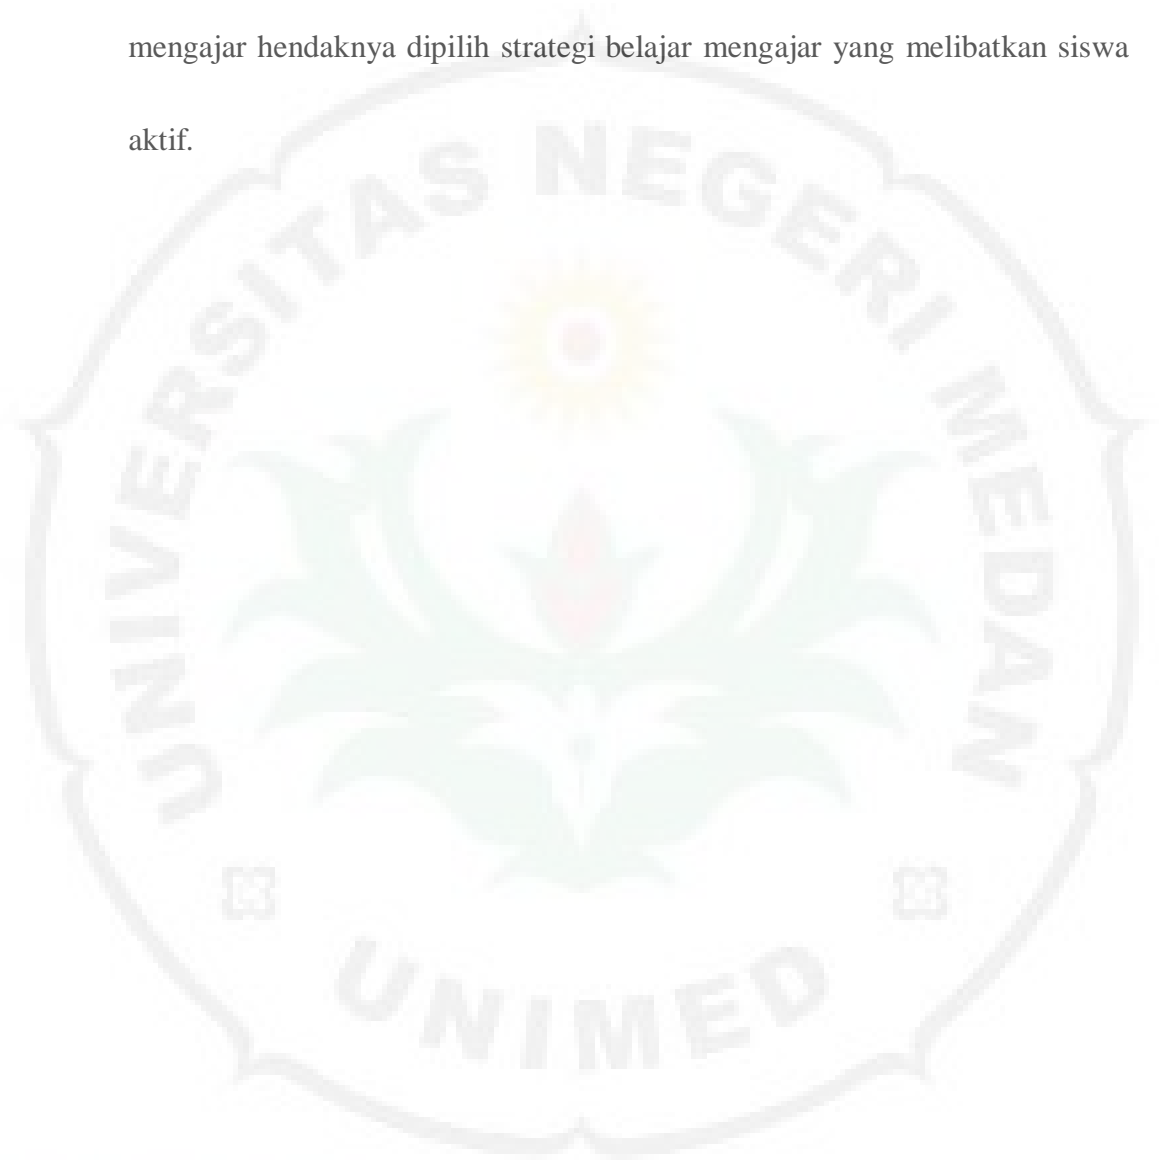 mengajar hendaknya dipilih strategi belajar mengajar yang melibatkan siswa
aktif.
UNIVERSITAS NEGERI MEDAN
UNIMED